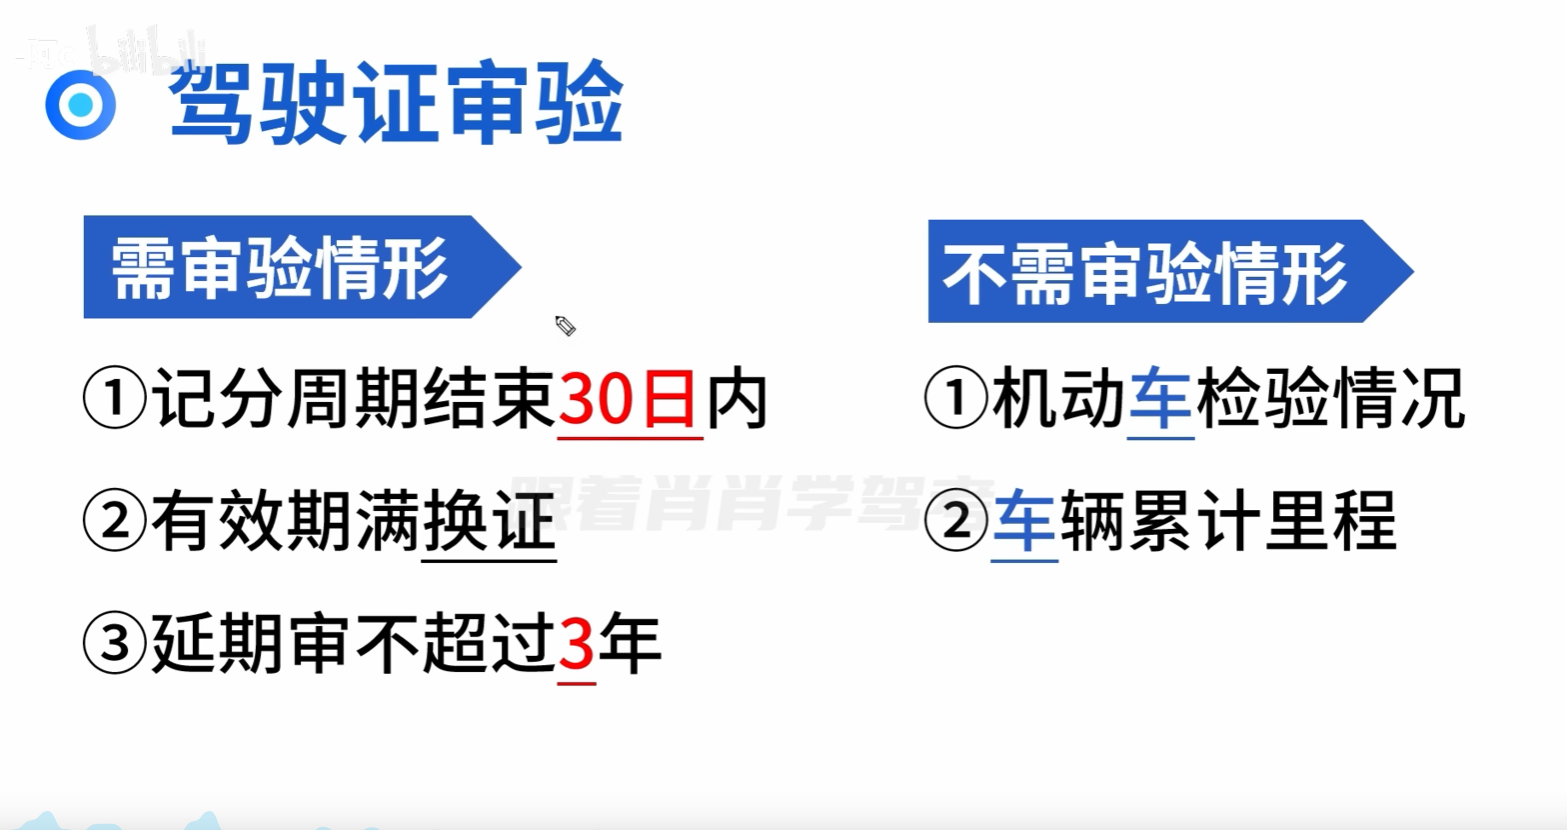 bilibili
驾驶证审验
需审验情形
①记分周期结束30日内
②有效期满换证
③延期审不超过3年
不需审验情形
①机动车检验情况
②车辆累计里程
跟着肖肖学驾考